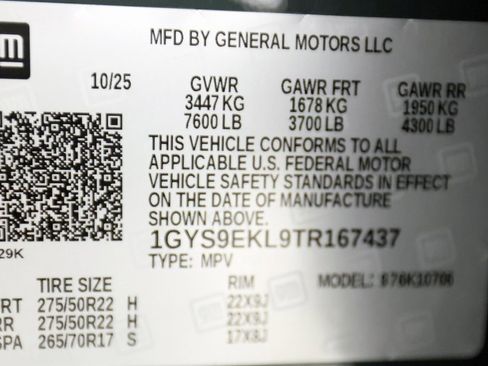 gm
MFD BY GENERAL MOTORS LLC
10/25 GVWR GAWR FRT GAWR RR
3447 KG 1678 KG 1950 KG
7600 LB 3700 LB 4300 LB
THIS VEHICLE CONFORMS TO ALL
APPLICABLE U.S. FEDERAL MOTOR
VEHICLE SAFETY STANDARDS IN EFFECT
ON THE DATE OF MANUFACTURE
SHOWN ABOVE.
1GYS9EKL9TR167437
29K TYPE: MPV
TIRE SIZE RIM MODEL:
RT 275/50R22 H 22X9J
RR 275/50R22 H 22X9J
SPA 265/70R17 S 17X8J